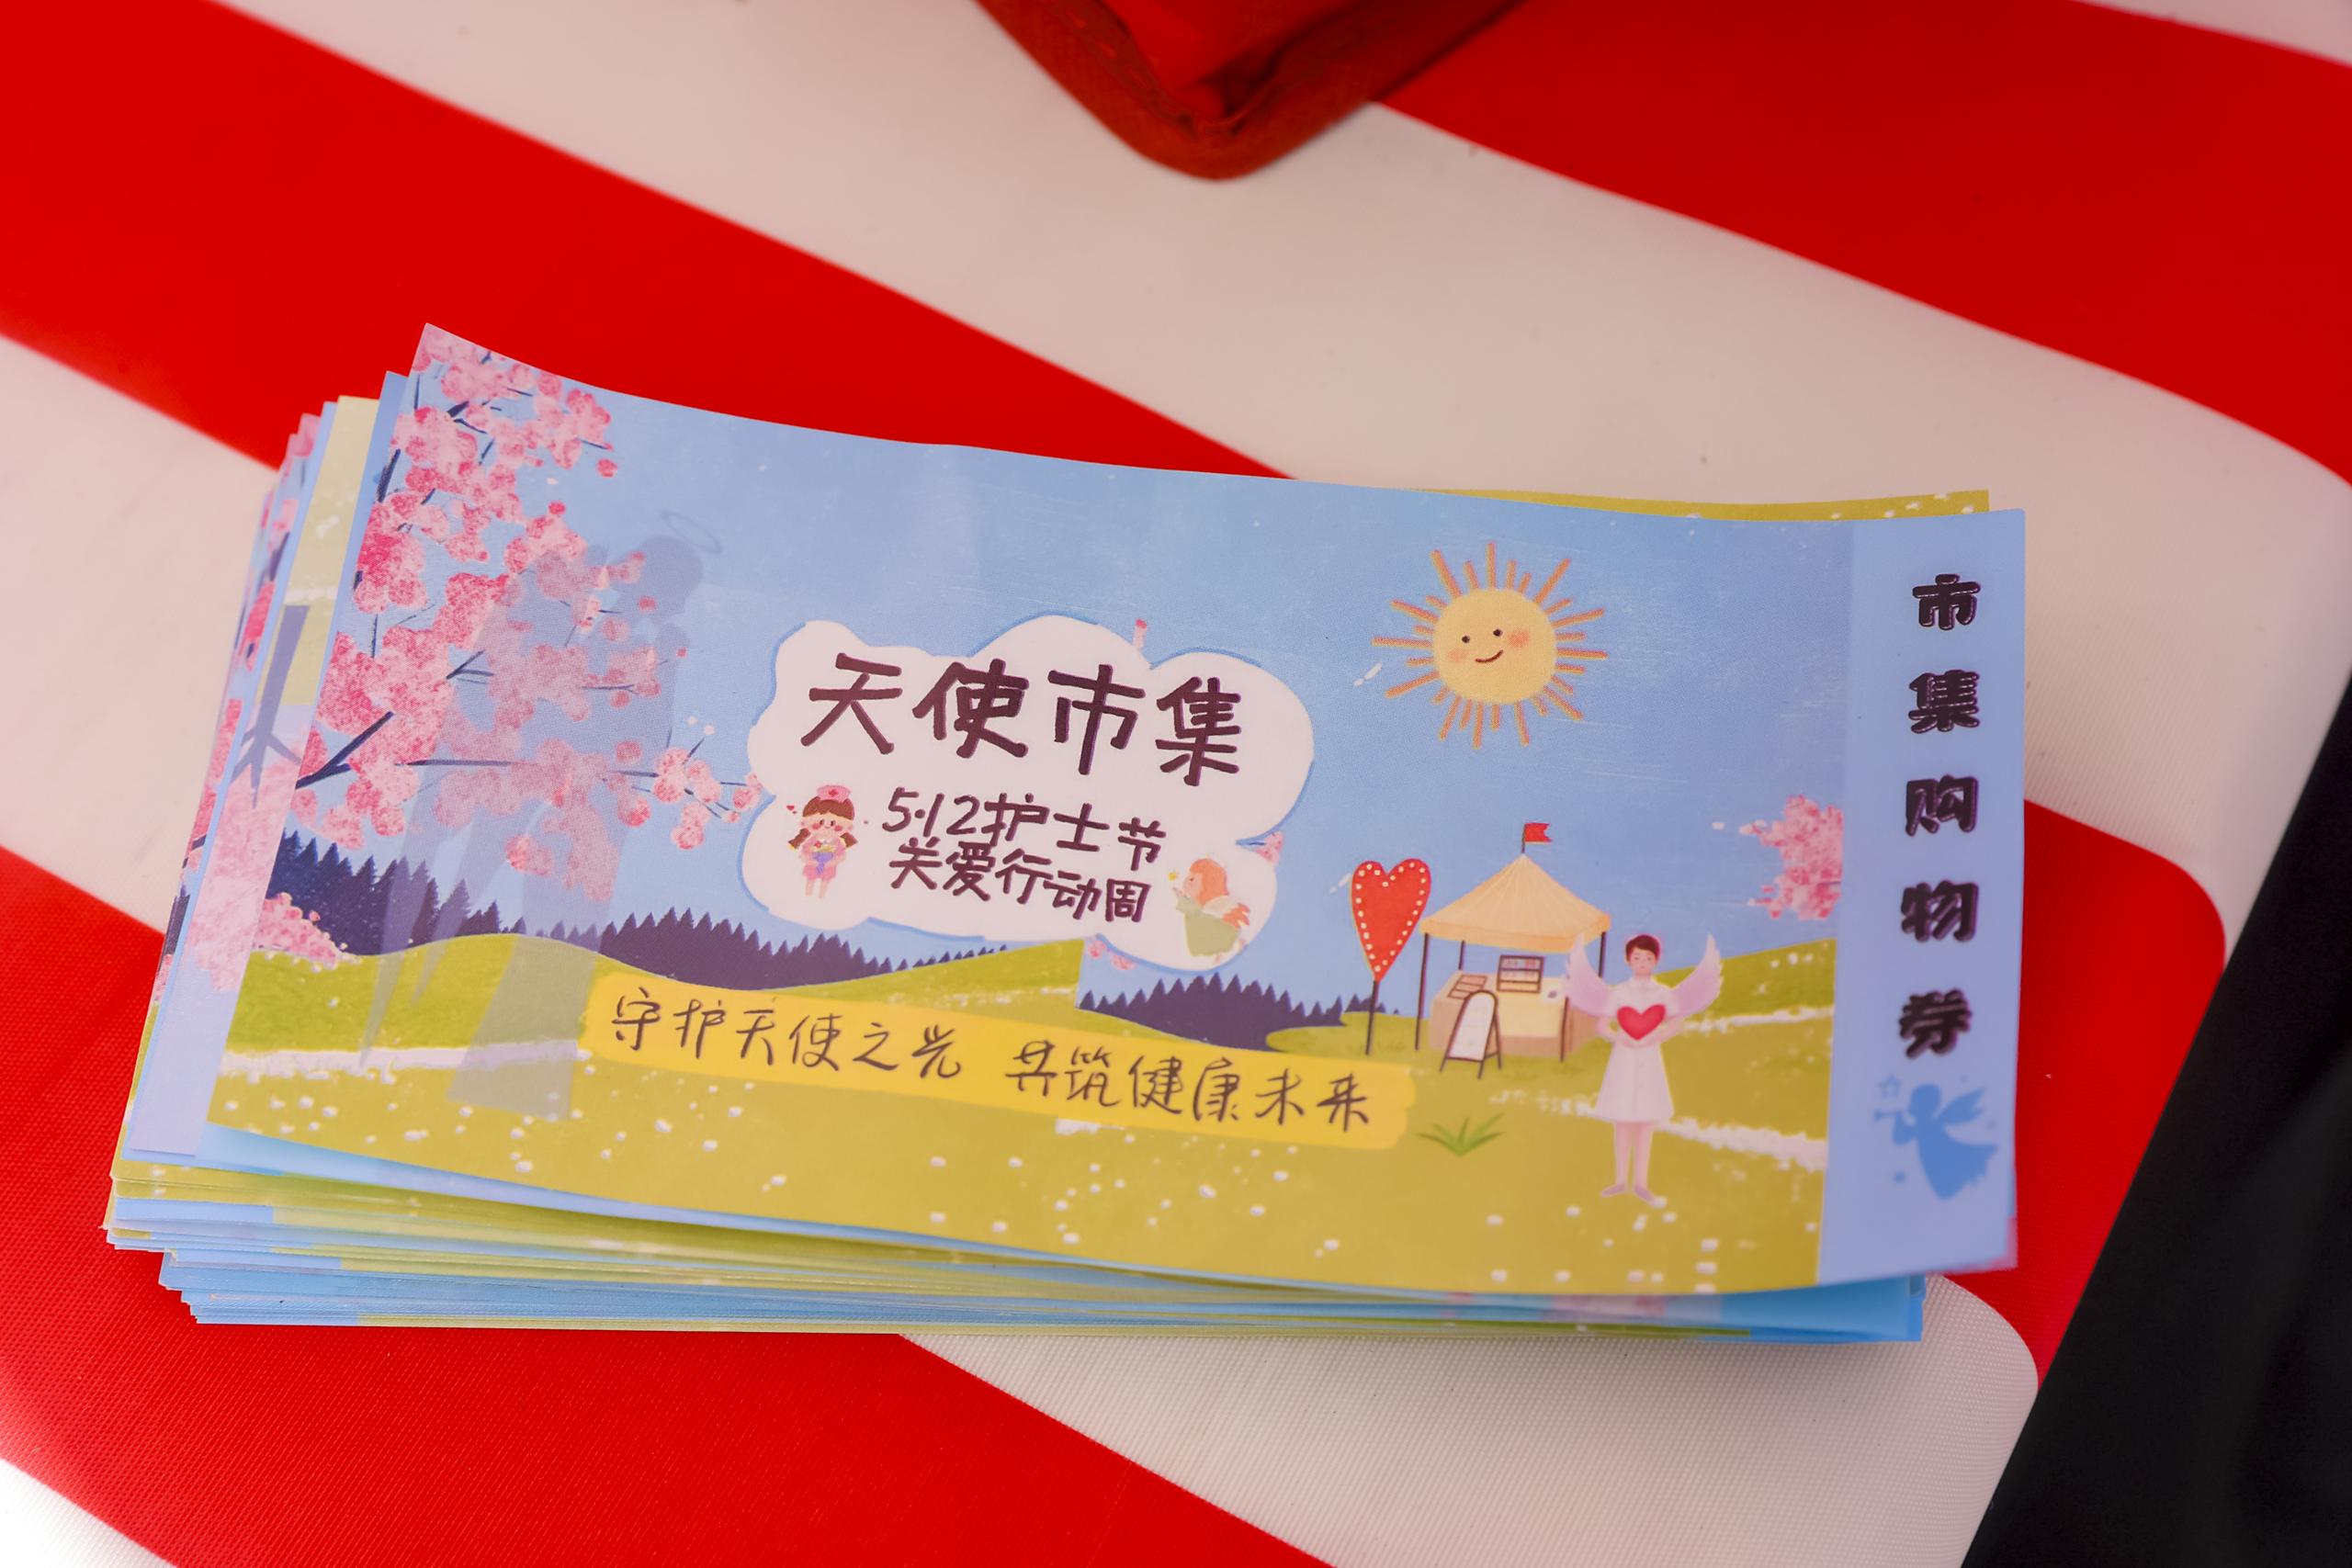 天使市集
5·12护士节
关爱行动周
守护天使之光 共筑健康未来
市集购物券